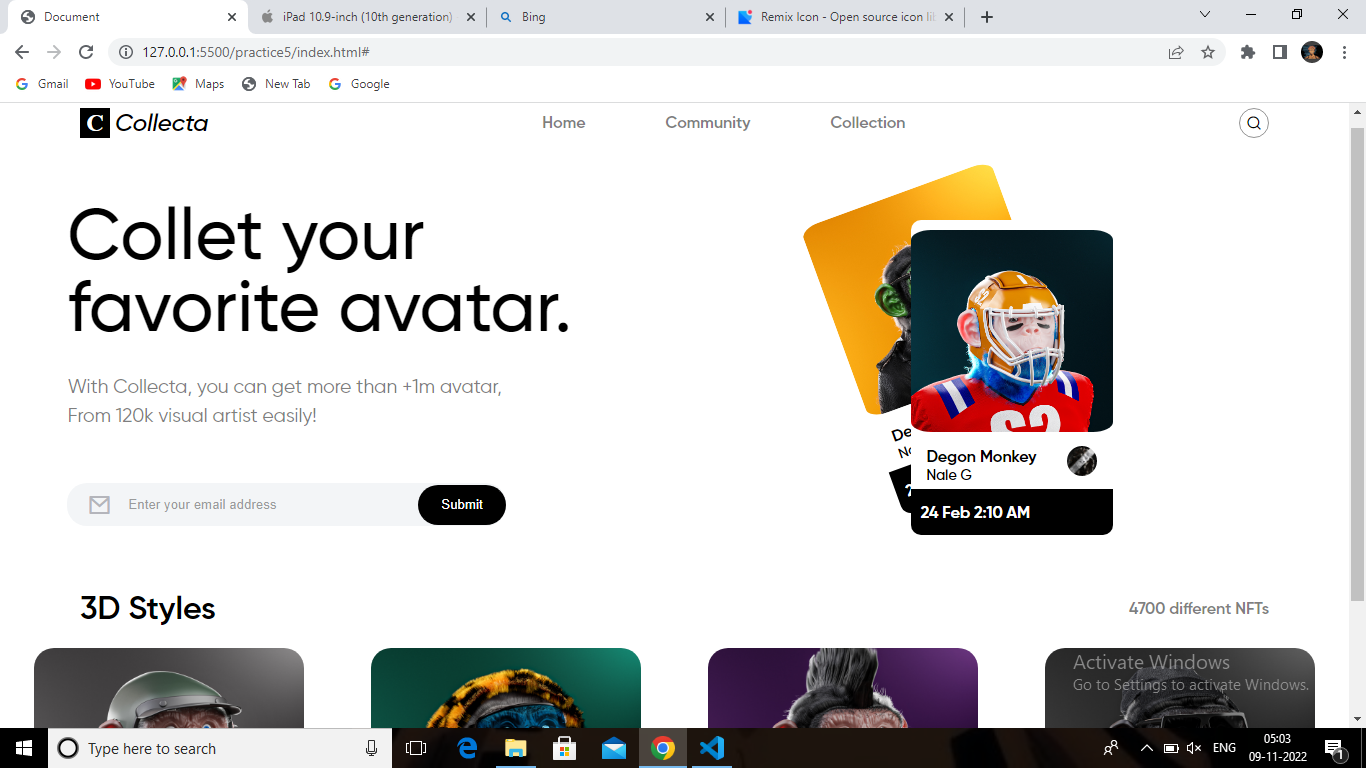 Document
iPad 10.9-inch (10th generation)
Bing
Remix Icon - Open source icon li
127.0.0.1:5500/practice5/index.html#
Gmail
YouTube
Maps
New Tab
Google
C Collecta
Home
Community
Collection
Collet your
favorite avatar.
With Collecta, you can get more than +1m avatar,
From 120k visual artist easily!
Enter your email address
Submit
62
Degon Monkey
Nale G
24 Feb 2:10 AM
3D Styles
4700 different NFTs
Activate Windows
Go to Settings to activate Windows.
Type here to search
ENG
05:03
09-11-2022
1